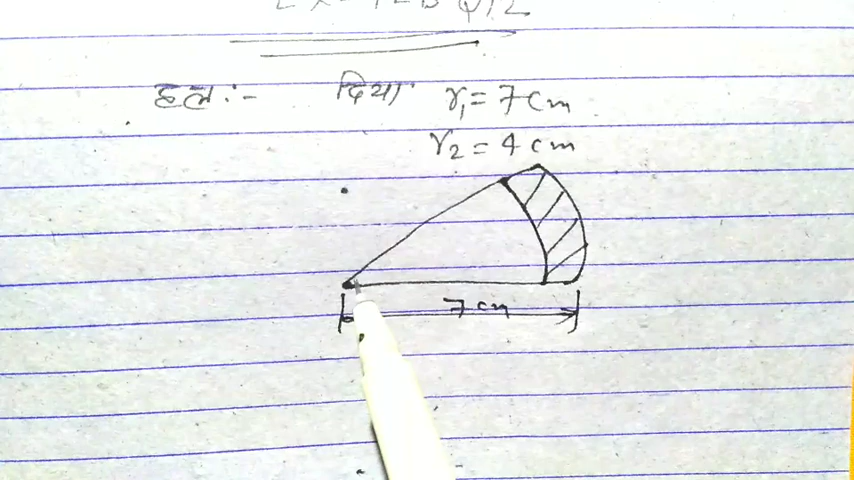 हल :- दिया r₁ = 7 cm
r₂ = 4 cm
7 cm